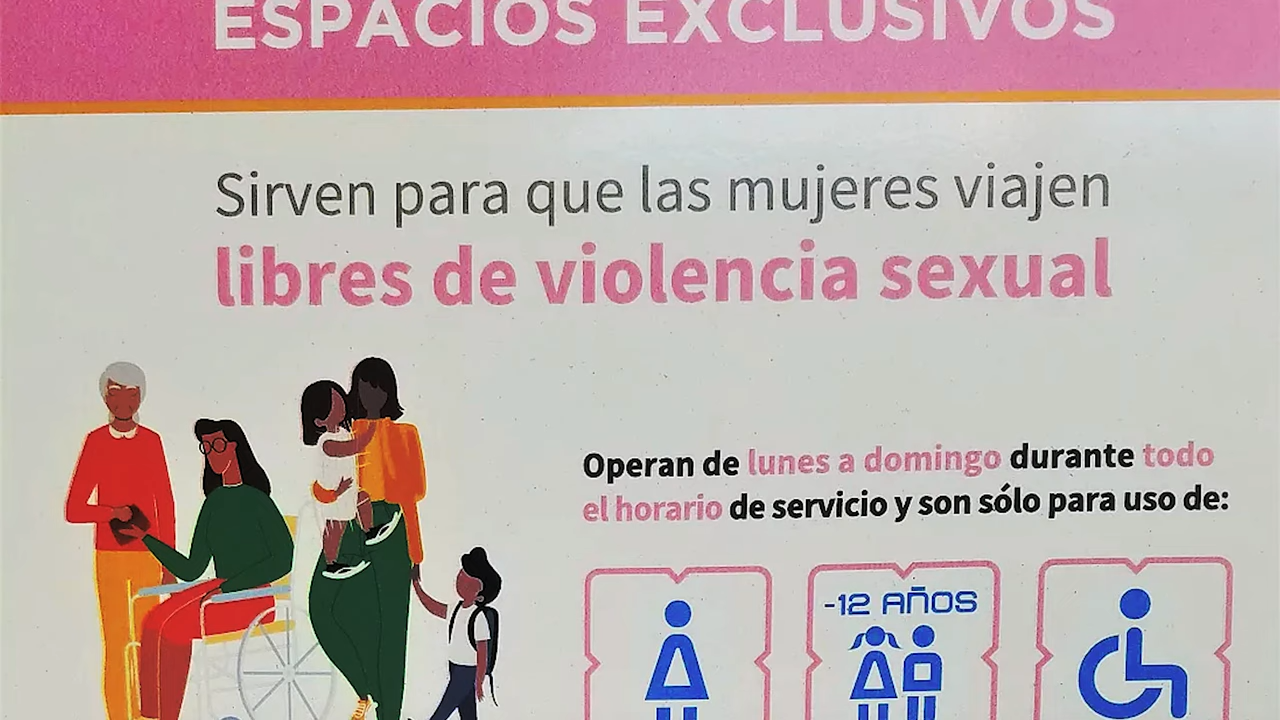 ESPACIOS EXCLUSIVOS
Sirven para que las mujeres viajen
libres de violencia sexual
Operan de lunes a domingo durante todo
el horario de servicio y son sólo para uso de:
-12 AÑOS